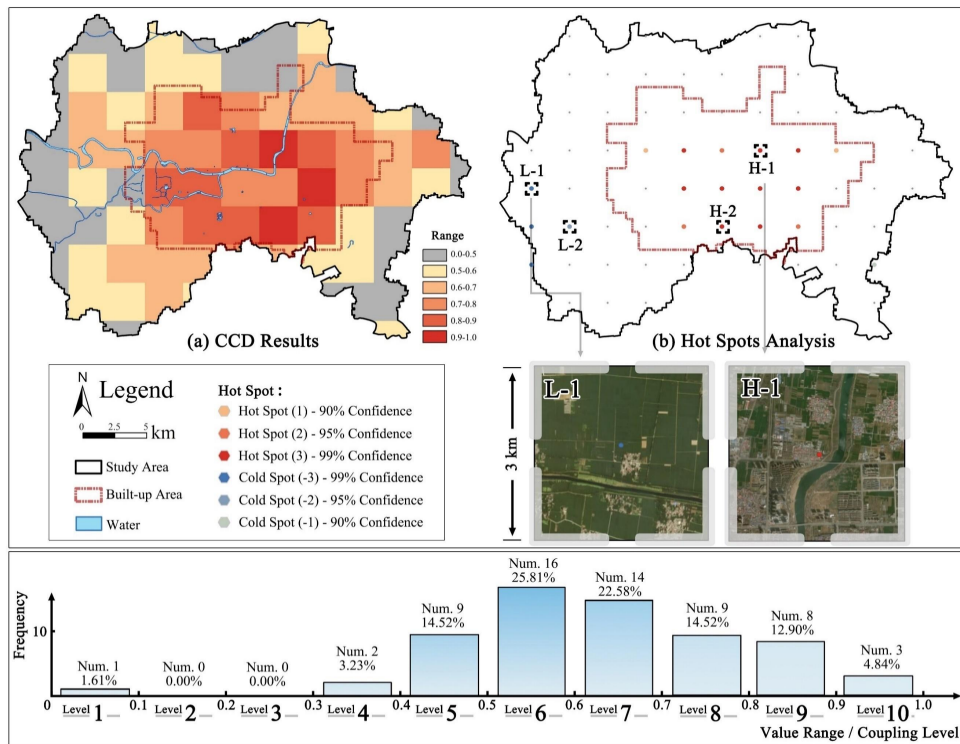 Range
0.0-0.5
0.5-0.6
0.6-0.7
0.7-0.8
0.8-0.9
0.9-1.0
(a) CCD Results
L-1
L-2
H-1
H-2
(b) Hot Spots Analysis
N
Legend
0 2.5 5 km
Study Area
Built-up Area
Water
Hot Spot :
Hot Spot (1) - 90% Confidence
Hot Spot (2) - 95% Confidence
Hot Spot (3) - 99% Confidence
Cold Spot (-3) - 99% Confidence
Cold Spot (-2) - 95% Confidence
Cold Spot (-1) - 90% Confidence
3 km
L-1
H-1
Frequency
10
Num. 1
1.61%
Num. 0
0.00%
Num. 0
0.00%
Num. 2
3.23%
Num. 9
14.52%
Num. 16
25.81%
Num. 14
22.58%
Num. 9
14.52%
Num. 8
12.90%
Num. 3
4.84%
0 Level 1 0.1 Level 2 0.2 Level 3 0.3 Level 4 0.4 Level 5 0.5 Level 6 0.6 Level 7 0.7 Level 8 0.8 Level 9 0.9 Level 10 1.0
Value Range / Coupling Level